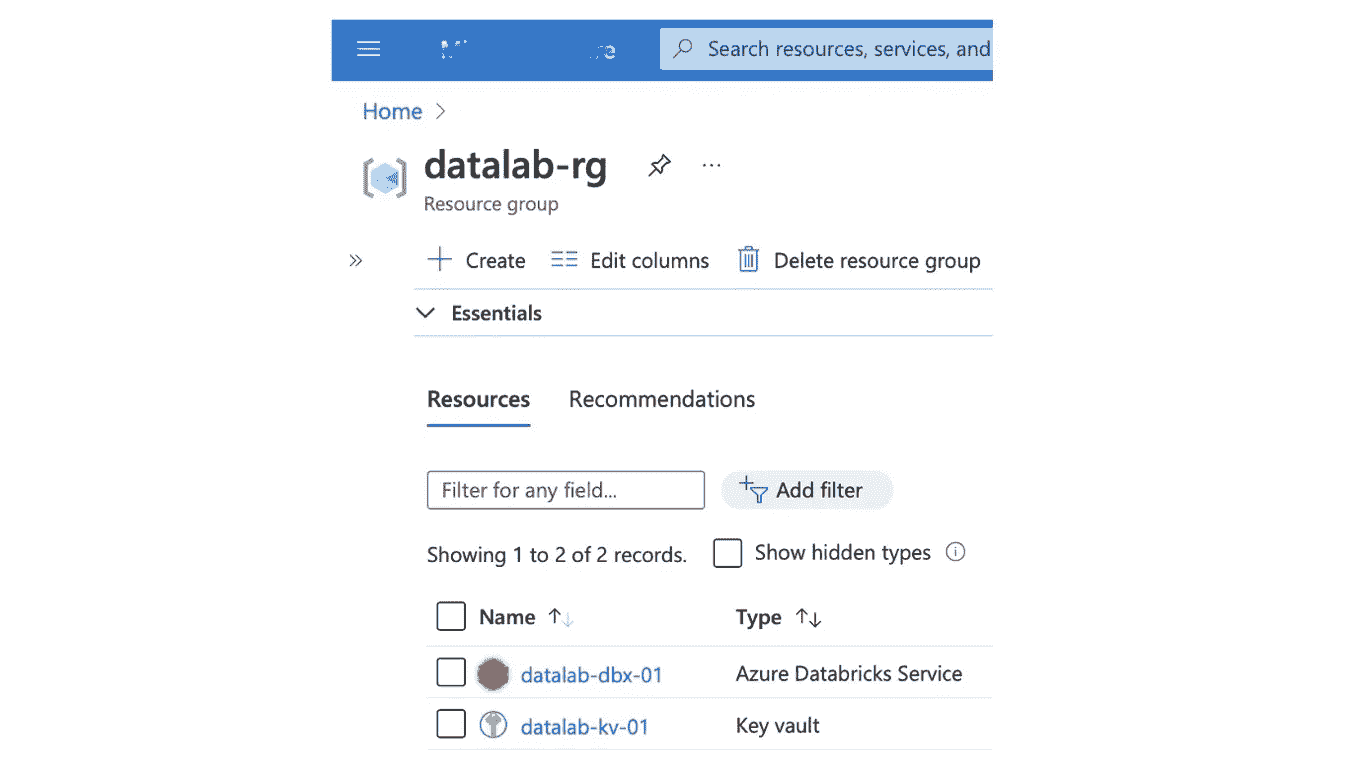 Search resources, services, and
Home
datalab-rg
Resource group
Create Edit columns Delete resource group
Essentials
Resources Recommendations
Filter for any field...
Add filter
Showing 1 to 2 of 2 records. Show hidden types
Name Type
datalab-dbx-01 Azure Databricks Service
datalab-kv-01 Key vault